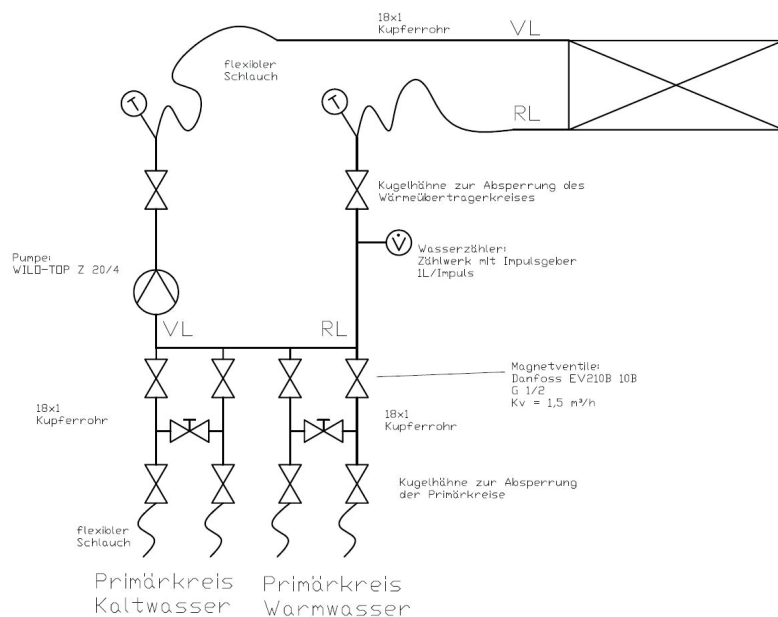 18x1
Kupferrohr
VL
flexibler
Schlauch
T
T
RL
Kugelhähne zur Absperrung des
Wärmeübertragerkreises
V̇
Wasserzähler:
Zählwerk mit Impulsgeber
1L/Impuls
Pumpe:
WILO-TOP Z 20/4
VL
RL
Magnetventile:
Danfoss EV210B 10B
G 1/2
Kv = 1,5 m³/h
18x1
Kupferrohr
18x1
Kupferrohr
Kugelhähne zur Absperrung
der Primärkreise
flexibler
Schlauch
Primärkreis
Kaltwasser
Primärkreis
Warmwasser